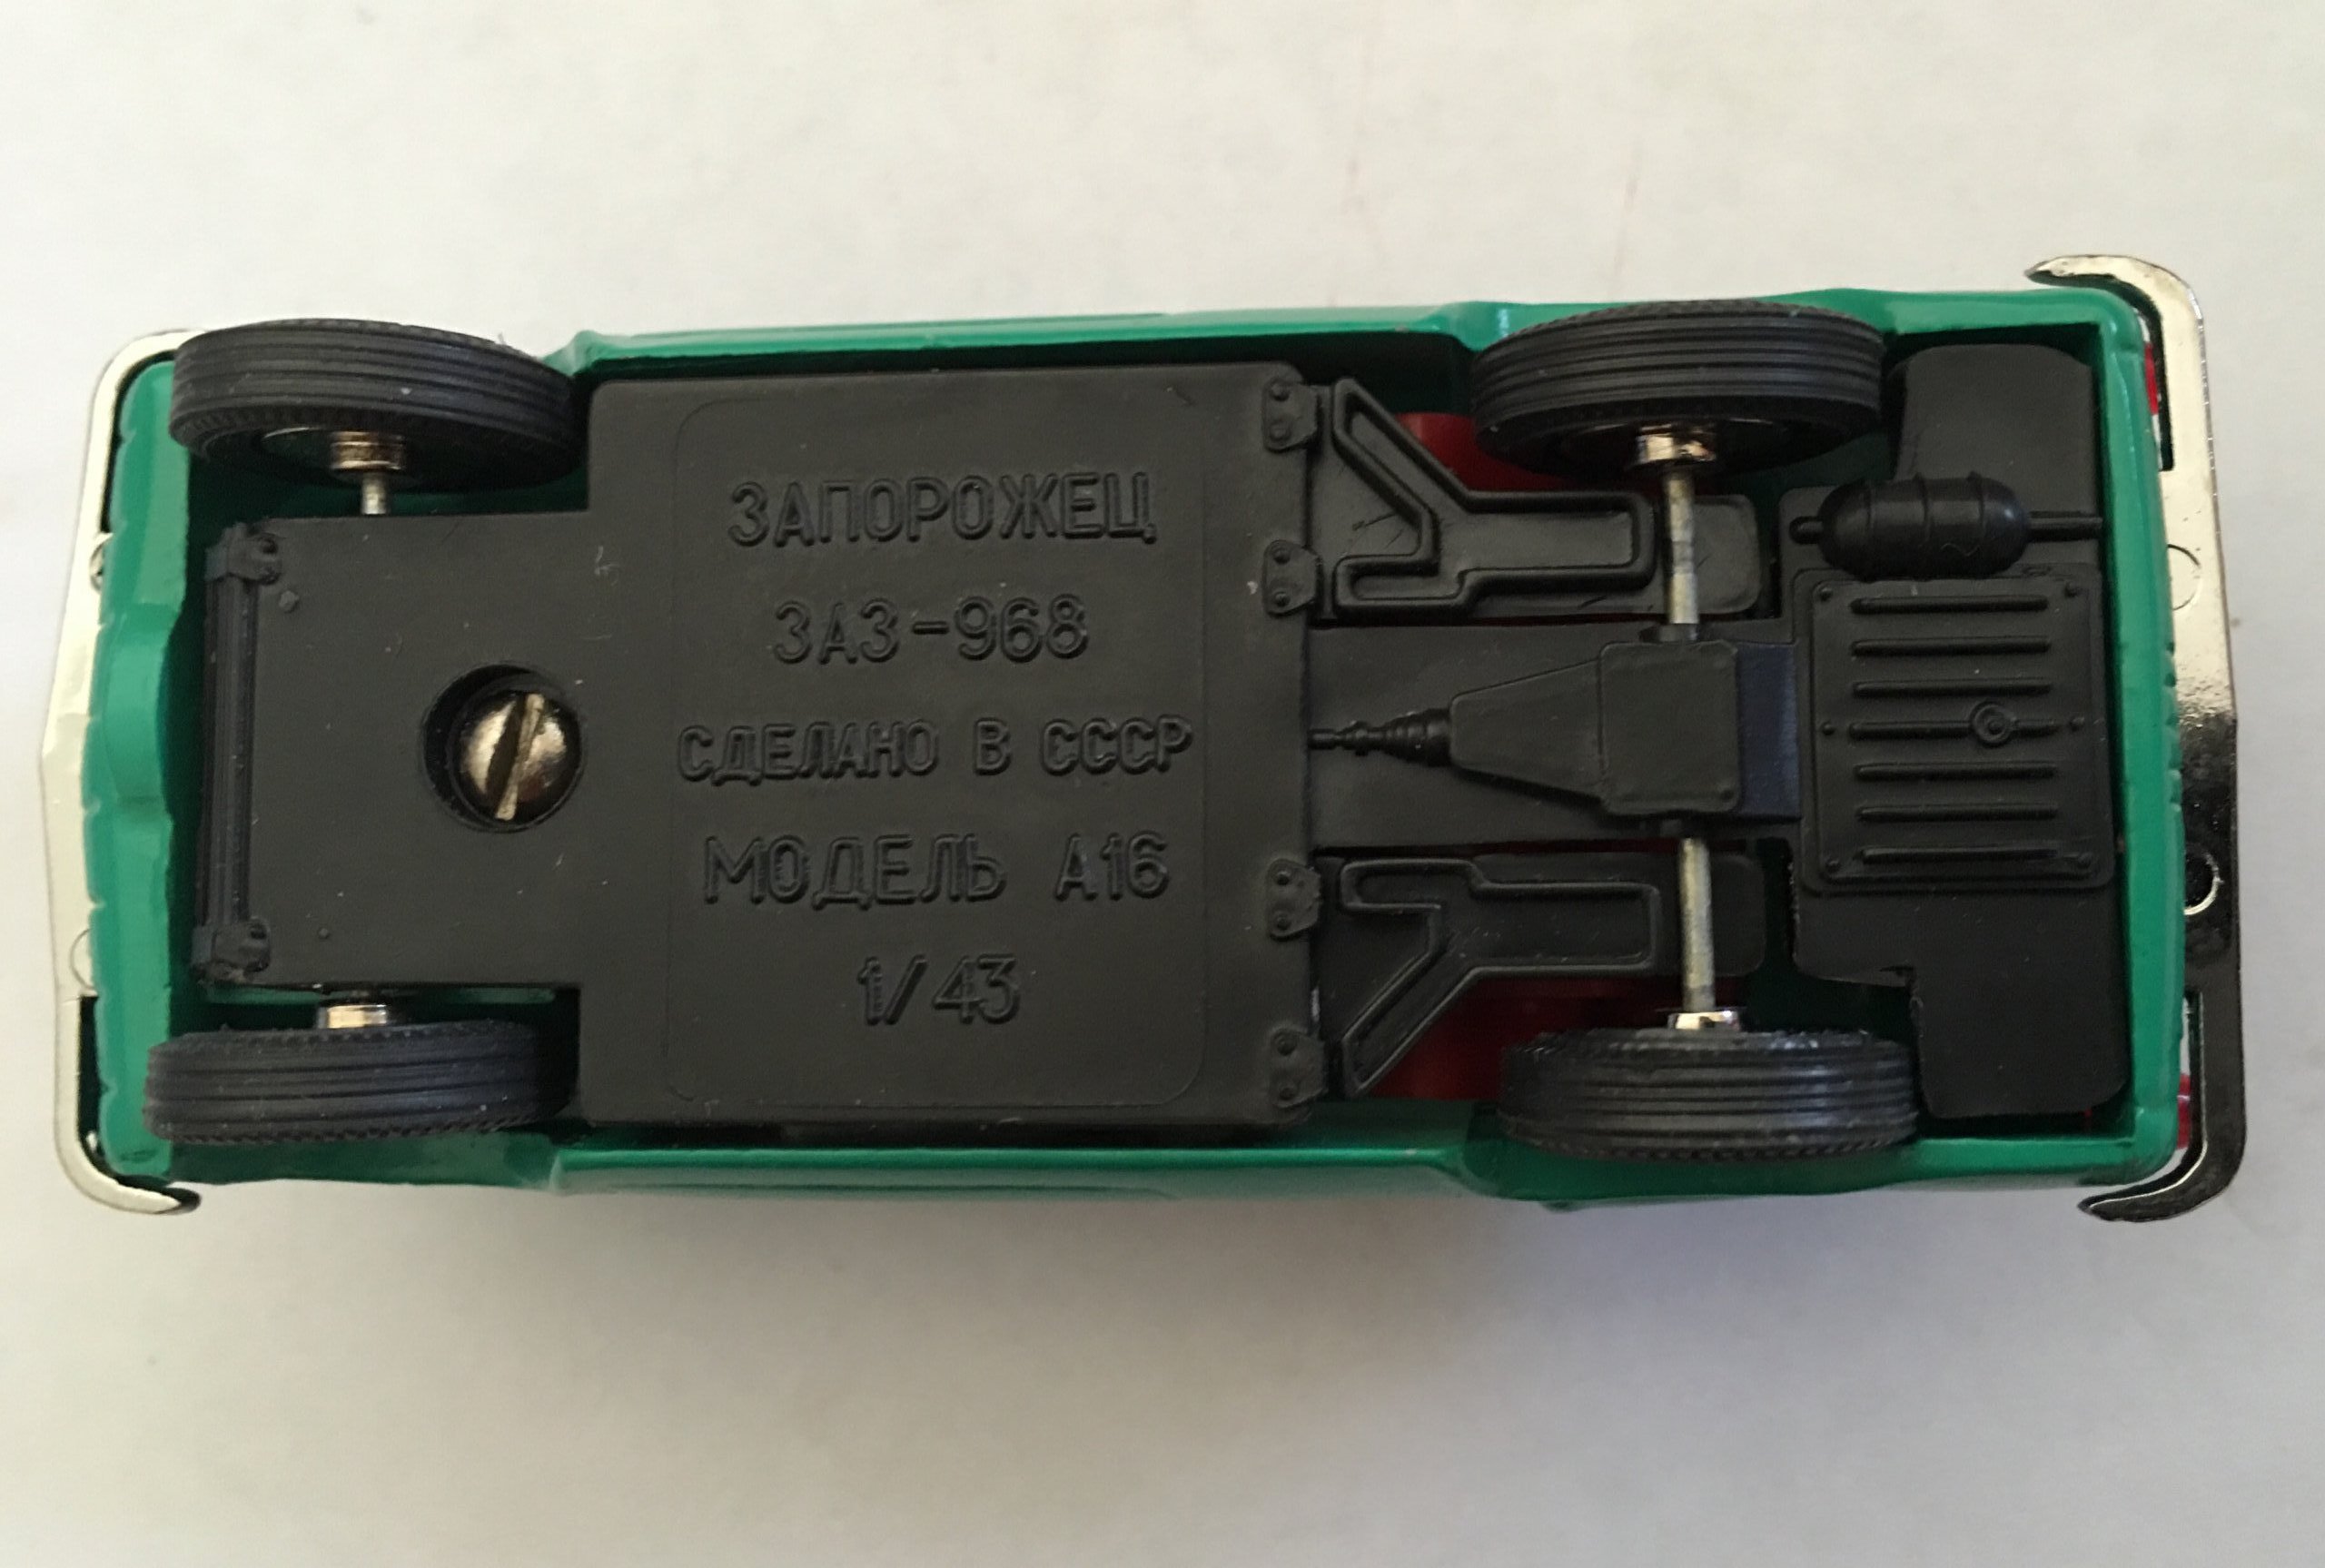 ЗАПОРОЖЕЦ
ЗАЗ-968
СДЕЛАНО В СССР
МОДЕЛЬ А16
1/43